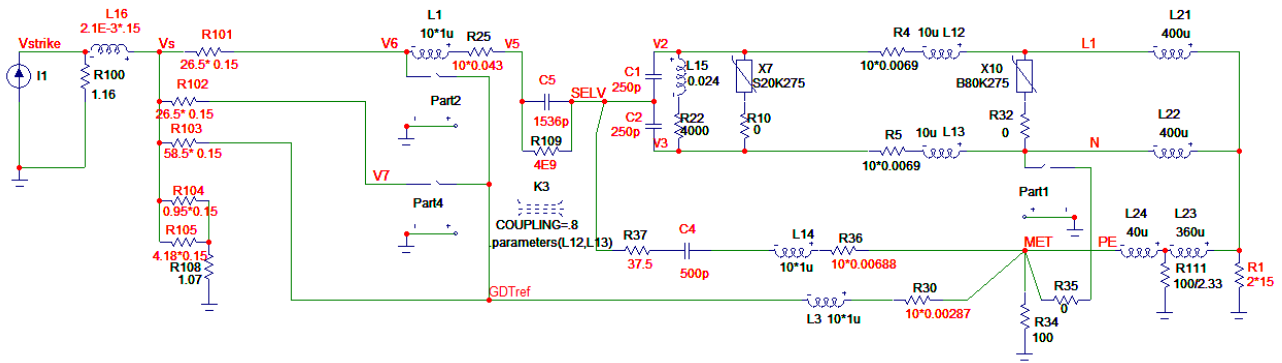 L16
2.1E-3*.15
Vstrike
I1
R100
1.16
Vs
R101
26.5* 0.15
R102
26.5* 0.15
R103
58.5* 0.15
R104
0.95*0.15
R105
4.18*0.15
R108
1.07
V6
L1
10*1u
R25
10*0.043
V5
Part2
V7
Part4
C5
1536p
R109
4E9
K3
COUPLING=.8
.parameters(L12,L13)
SELV
C1
250p
C2
250p
V2
L15
0.024
R22
4000
V3
X7
S20K275
R10
0
R4
10*0.0069
10u L12
R5
10*0.0069
10u L13
L1
X10
B80K275
R32
0
N
L21
400u
L22
400u
Part1
R37
37.5
C4
500p
L14
10*1u
R36
10*0.00688
MET
PE
L24
40u
L23
360u
R111
100/2.33
R1
2*15
GDTref
L3 10*1u
R30
10*0.00287
R35
0
R34
100